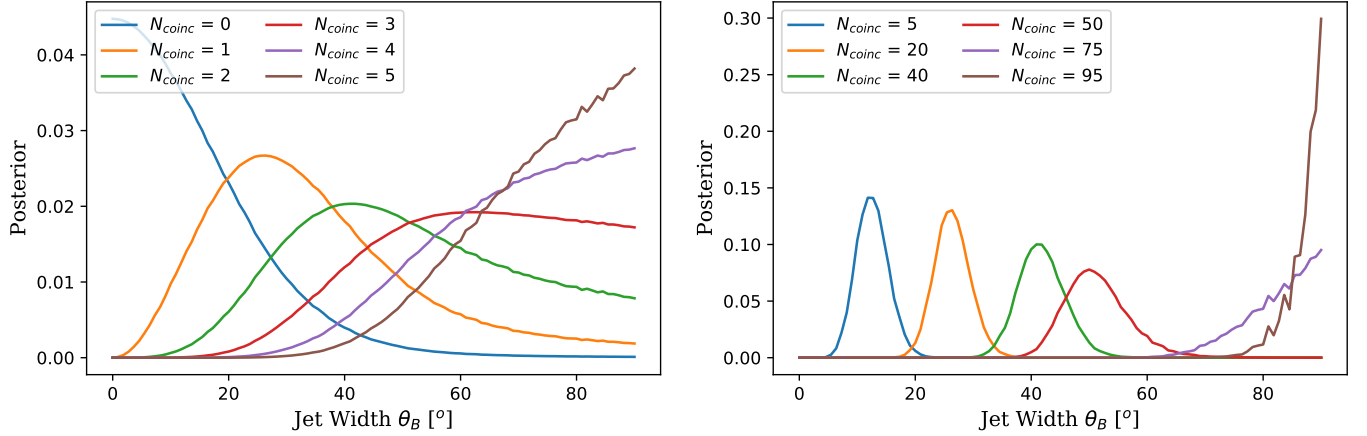 N_coinc = 0
N_coinc = 1
N_coinc = 2
N_coinc = 3
N_coinc = 4
N_coinc = 5
0.04
0.03
0.02
0.01
0.00
Posterior
0 20 40 60 80
Jet Width θ_B [°]
N_coinc = 5
N_coinc = 20
N_coinc = 40
N_coinc = 50
N_coinc = 75
N_coinc = 95
0.30
0.25
0.20
0.15
0.10
0.05
0.00
Posterior
0 20 40 60 80
Jet Width θ_B [°]